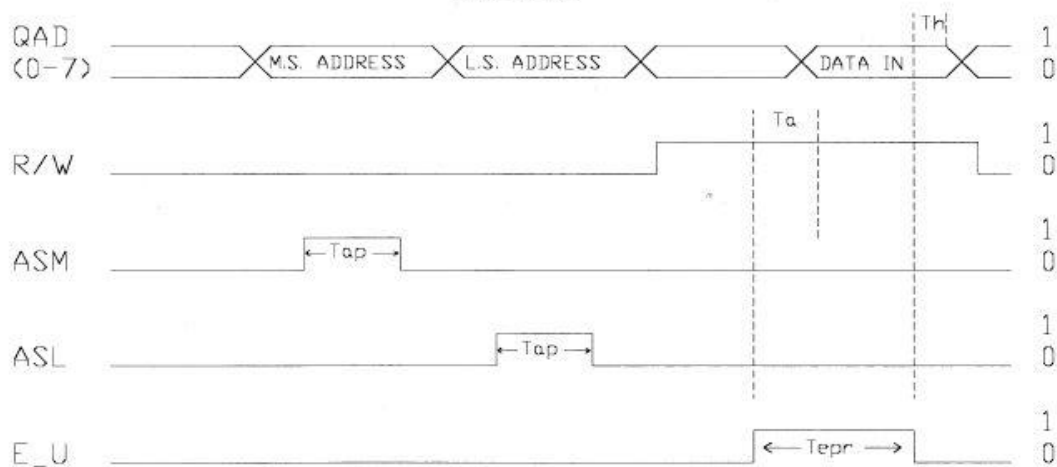 QAD
(0-7)
M.S. ADDRESS
L.S. ADDRESS
DATA IN
Th
1
0
R/W
Ta
1
0
ASM
Tap
1
0
ASL
Tap
1
0
E_U
Tepr
1
0